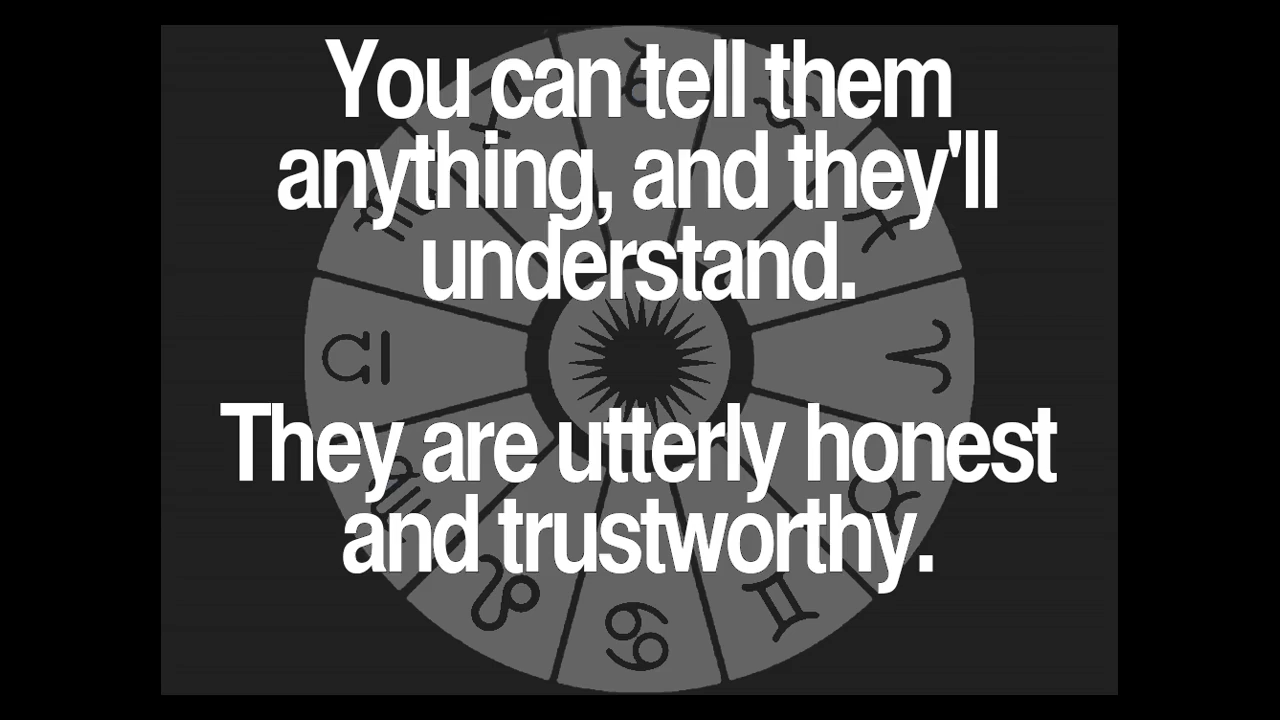 You can tell them
anything, and they'll
understand.
They are utterly honest
and trustworthy.